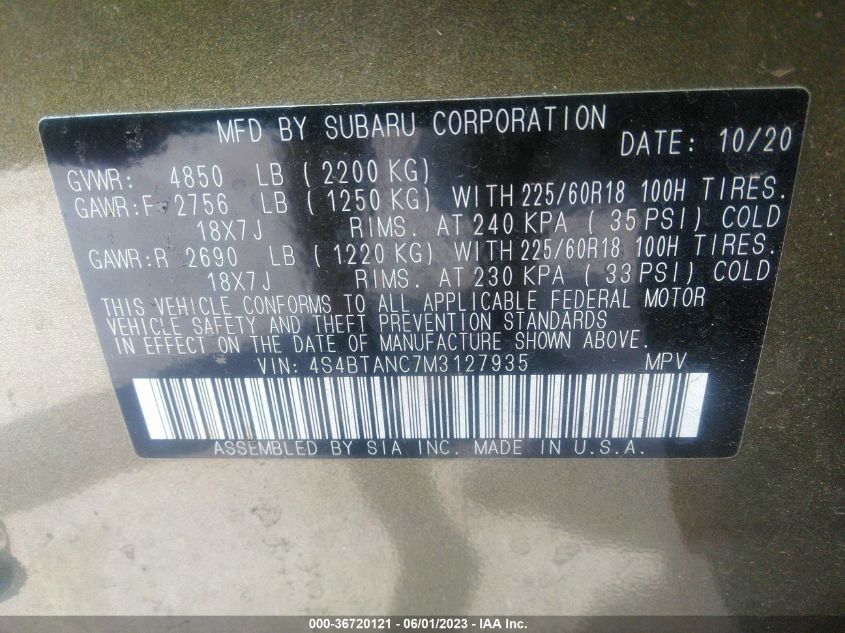 MFD BY SUBARU CORPORATION DATE: 10/20
GVWR: 4850 LB ( 2200 KG)
GAWR:F 2756 LB ( 1250 KG) WITH 225/60R18 100H TIRES.
18X7J RIMS. AT 240 KPA ( 35 PSI) COLD
GAWR:R 2690 LB ( 1220 KG) WITH 225/60R18 100H TIRES.
18X7J RIMS. AT 230 KPA ( 33 PSI) COLD
THIS VEHICLE CONFORMS TO ALL APPLICABLE FEDERAL MOTOR
VEHICLE SAFETY AND THEFT PREVENTION STANDARDS
IN EFFECT ON THE DATE OF MANUFACTURE SHOWN ABOVE.
VIN: 4S4BTANC7M3127935 MPV
ASSEMBLED BY SIA INC. MADE IN U.S.A.
000-36720121 - 06/01/2023 - IAA Inc.